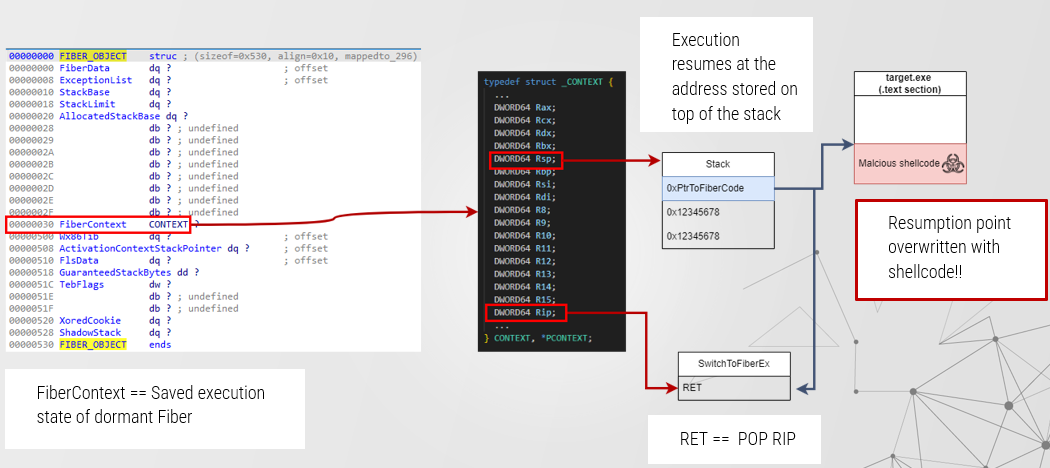 00000000 FIBER_OBJECT struc ; (sizeof=0x530, align=0x10, mappedto_296)
00000000 FiberData dq ? ; offset
00000008 ExceptionList dq ? ; offset
00000010 StackBase dq ?
00000018 StackLimit dq ?
00000020 AllocatedStackBase dq ?
00000028 db ? ; undefined
00000029 db ? ; undefined
0000002A db ? ; undefined
0000002B db ? ; undefined
0000002C db ? ; undefined
0000002D db ? ; undefined
0000002E db ? ; undefined
0000002F db ? ; undefined
00000030 FiberContext CONTEXT ?
00000500 Wx86Tib dq ? ; offset
00000508 ActivationContextStackPointer dq ? ; offset
00000510 FlsData dq ? ; offset
00000518 GuaranteedStackBytes dd ?
0000051C TebFlags dw ?
0000051E db ? ; undefined
0000051F db ? ; undefined
00000520 XoredCookie dq ?
00000528 ShadowStack dq ?
00000530 FIBER_OBJECT ends
FiberContext == Saved execution
state of dormant Fiber
typedef struct _CONTEXT {
...
DWORD64 Rax;
DWORD64 Rcx;
DWORD64 Rdx;
DWORD64 Rbx;
DWORD64 Rsp;
DWORD64 Rbp;
DWORD64 Rsi;
DWORD64 Rdi;
DWORD64 R8;
DWORD64 R9;
DWORD64 R10;
DWORD64 R11;
DWORD64 R12;
DWORD64 R13;
DWORD64 R14;
DWORD64 R15;
DWORD64 Rip;
...
} CONTEXT, *PCONTEXT;
Execution
resumes at the
address stored on
top of the stack
Stack
0xPtrToFiberCode
0x12345678
0x12345678
SwitchToFiberEx
RET
RET == POP RIP
target.exe
(.text section)
Malcious shellcode
Resumption point
overwritten with
shellcode!!